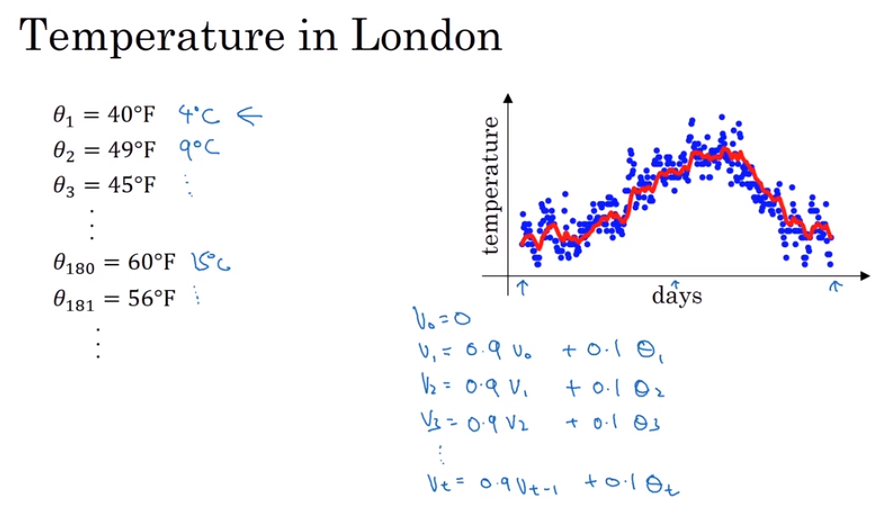 Temperature in London
θ₁ = 40°F 4°C ←
θ₂ = 49°F 9°C
θ₃ = 45°F ⋮
⋮
θ₁₈₀ = 60°F 15°C
θ₁₈₁ = 56°F ⋮
⋮
temperature
days
V₀ = 0
V₁ = 0.9 V₀ + 0.1 θ₁
V₂ = 0.9 V₁ + 0.1 θ₂
V₃ = 0.9 V₂ + 0.1 θ₃
⋮
Vₜ = 0.9 Vₜ₋₁ + 0.1 θₜ